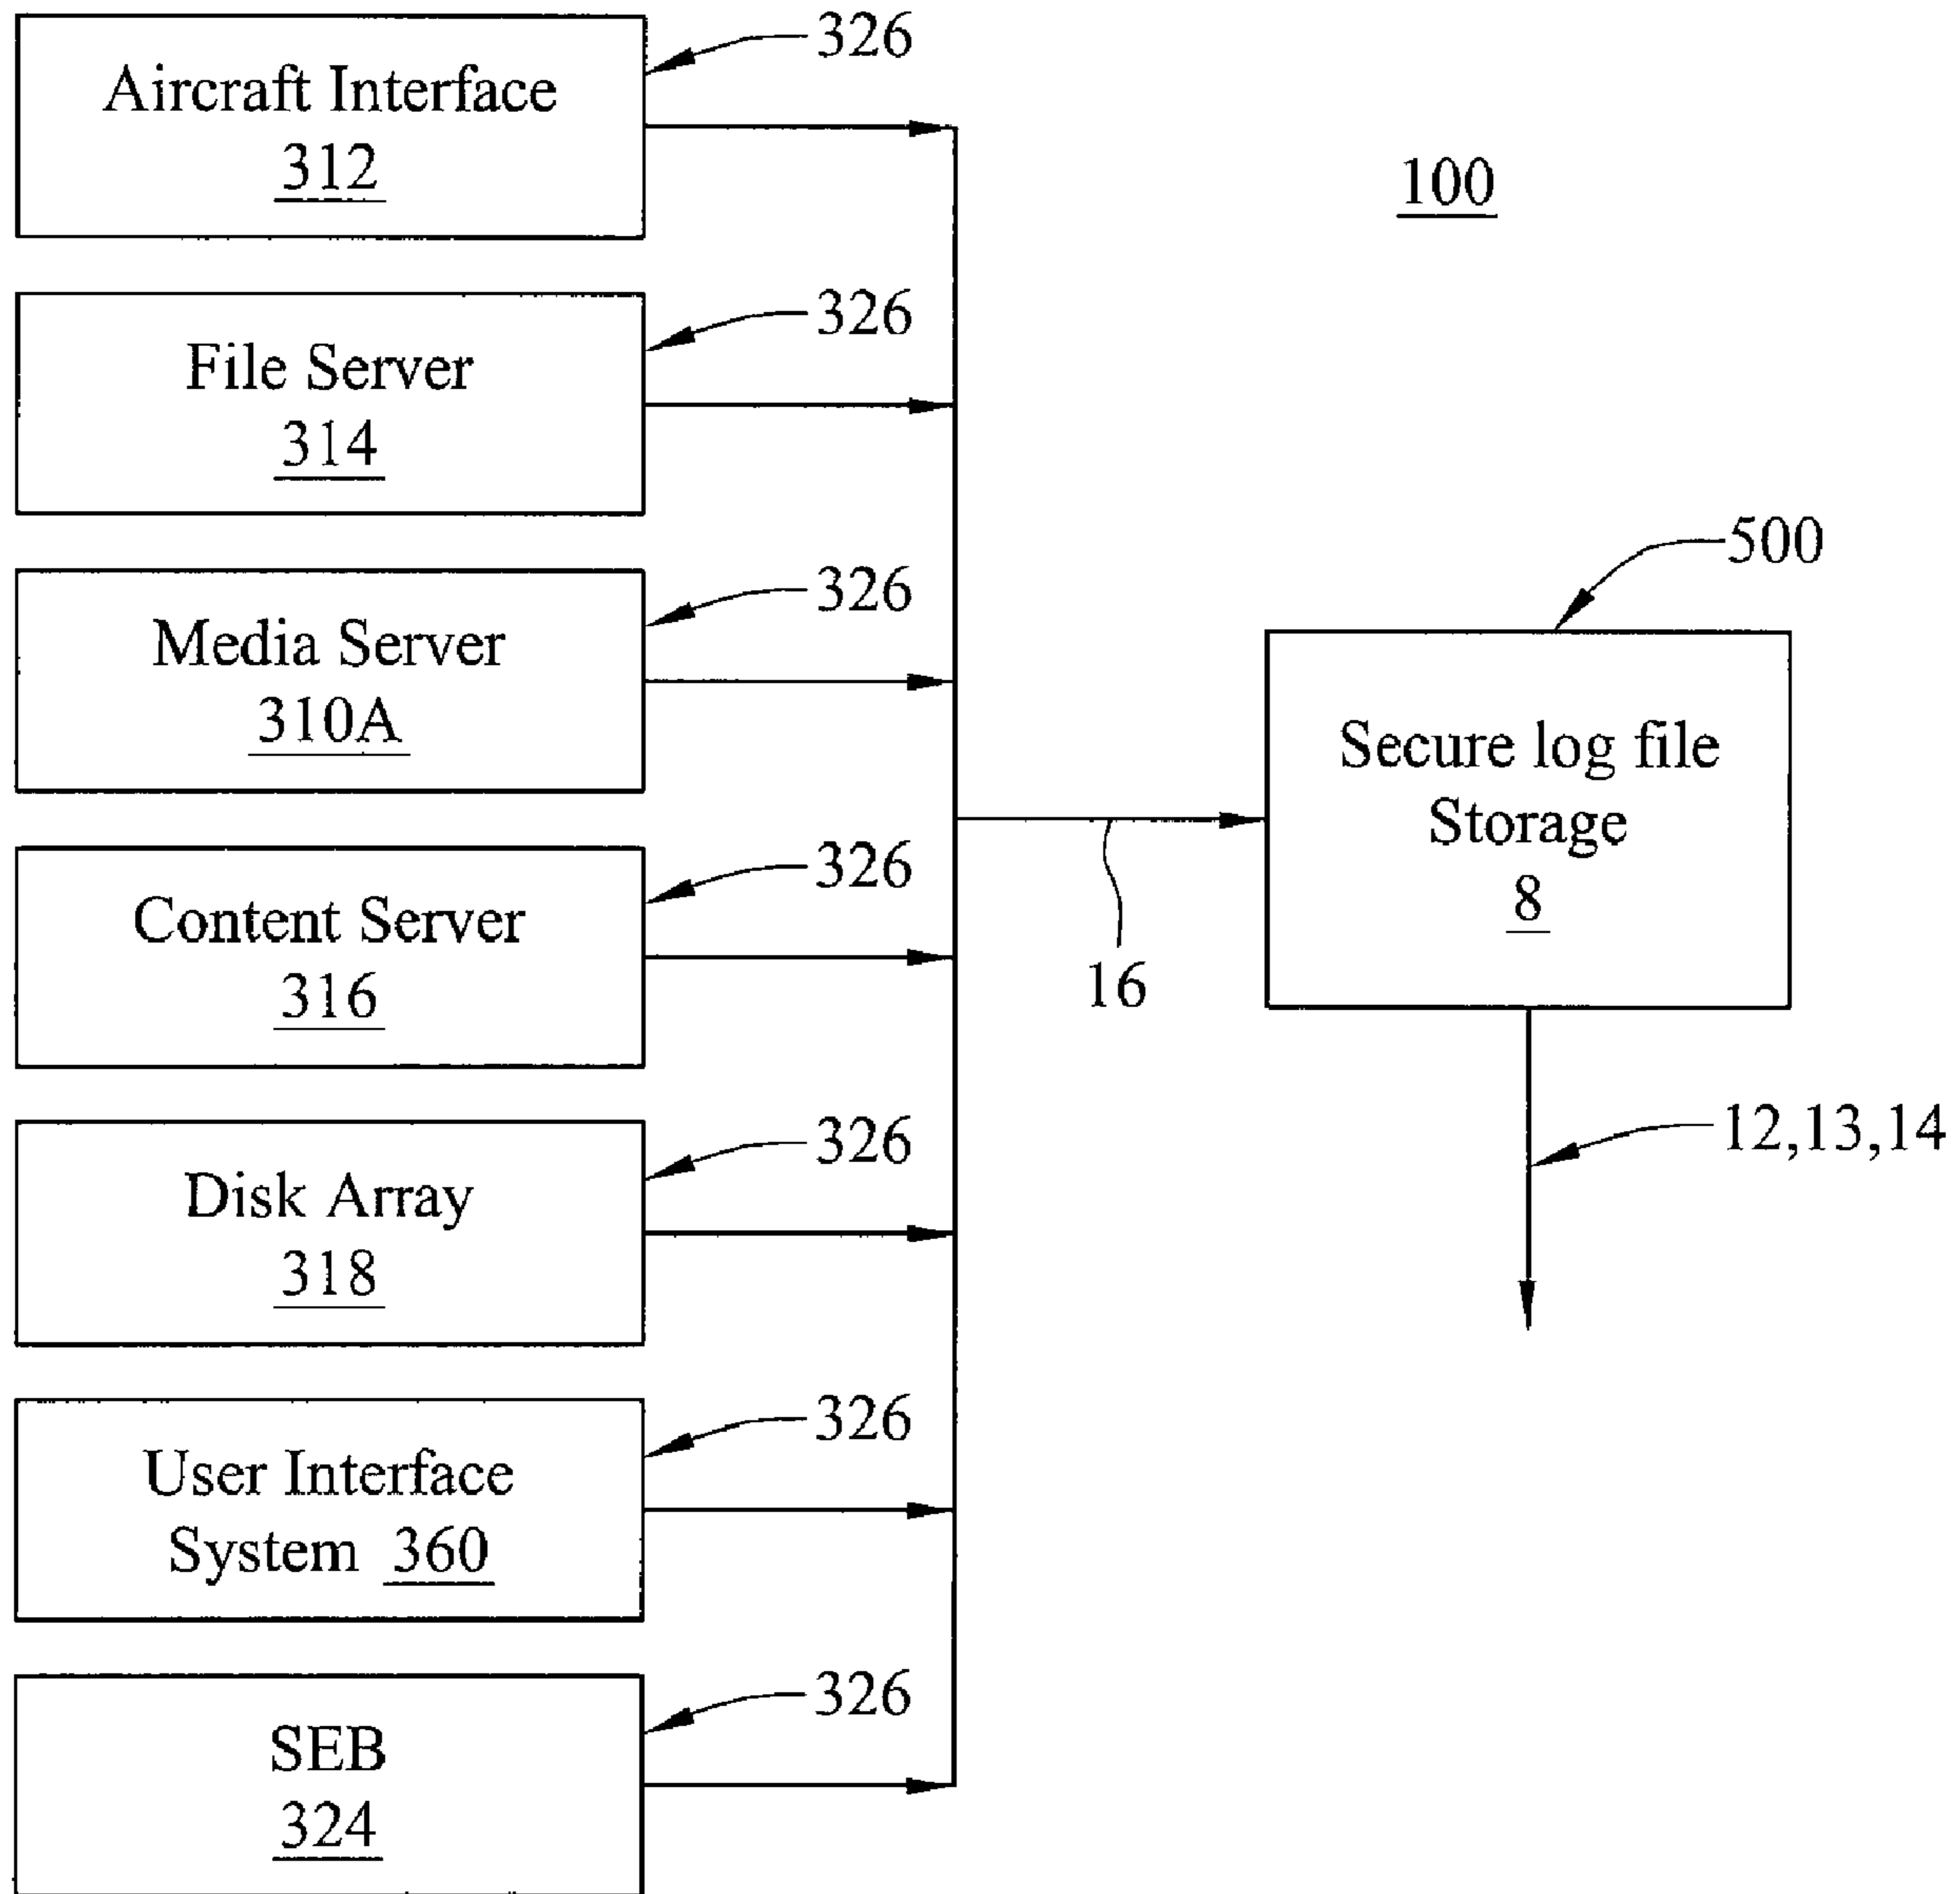 Aircraft Interface
312
326
100
File Server
314
326
Media Server
310A
326
500
Secure log file
Storage
8
Content Server
316
326
16
Disk Array
318
326
12,13,14
User Interface
System 360
326
SEB
324
326